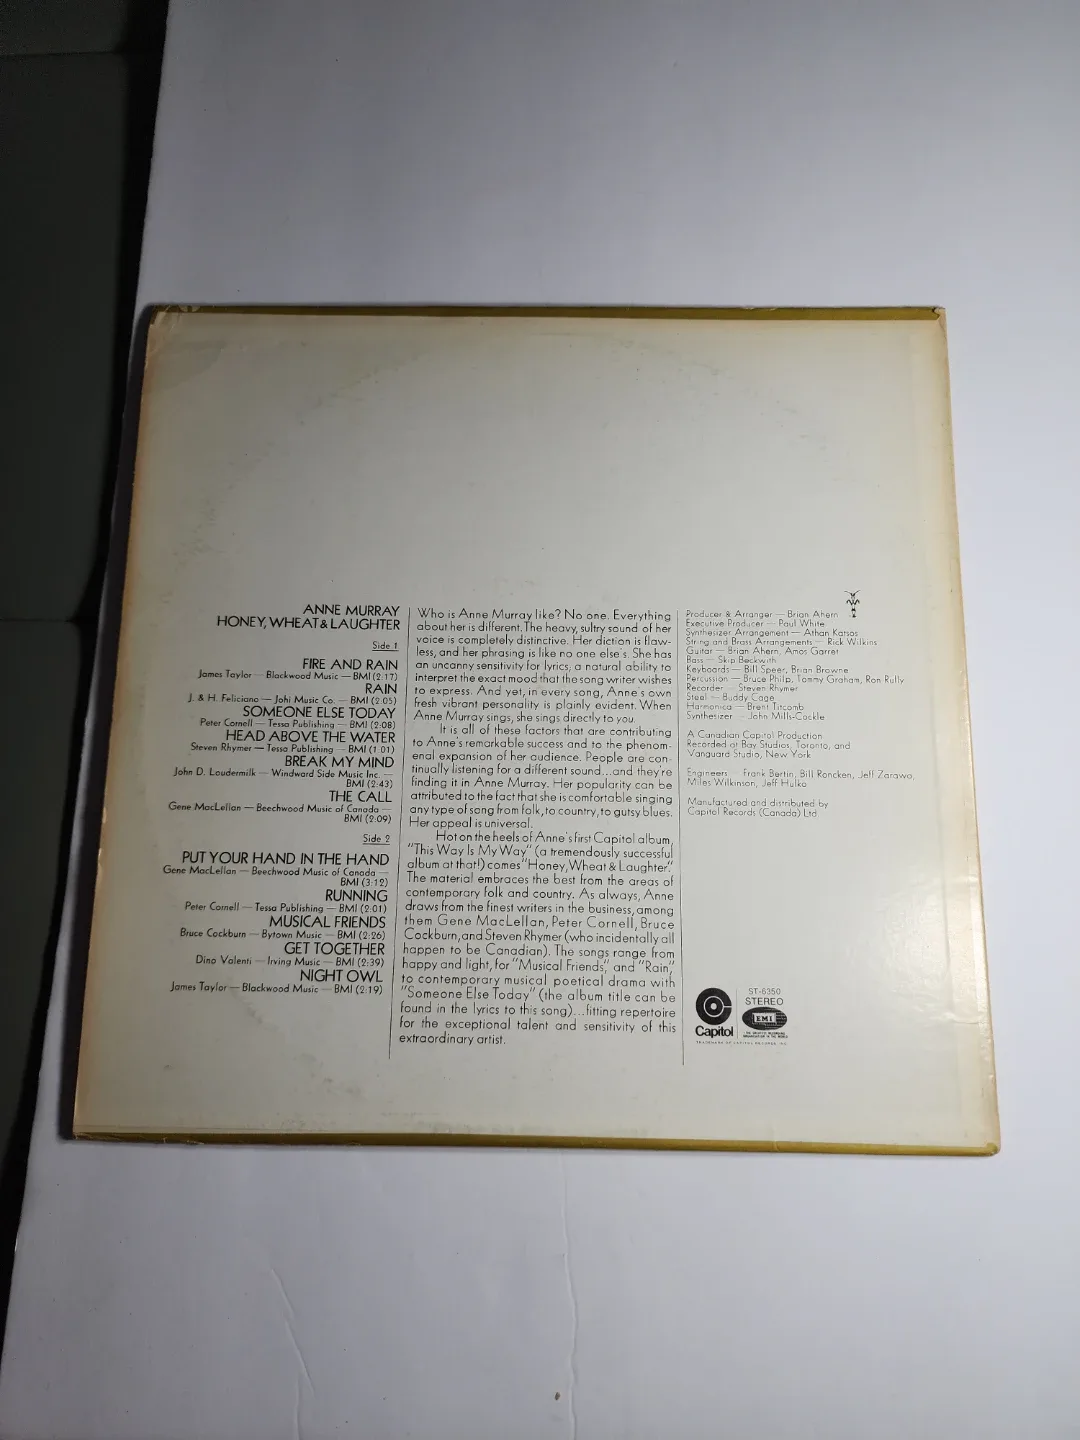 ANNE MURRAY
HONEY, WHEAT & LAUGHTER
Side 1
FIRE AND RAIN
James Taylor — Blackwood Music — BMI (2:17)
RAIN
J. & H. Feliciano — Johi Music Co. — BMI (2:05)
SOMEONE ELSE TODAY
Peter Cornell — Tessa Publishing — BMI (2:08)
HEAD ABOVE THE WATER
Steven Rhymer — Tessa Publishing — BMI (1:01)
BREAK MY MIND
John D. Loudermilk — Windward Side Music Inc. —
BMI (2:43)
THE CALL
Gene MacLellan — Beechwood Music of Canada —
BMI (2:09)
Side 2
PUT YOUR HAND IN THE HAND
Gene MacLellan — Beechwood Music of Canada —
BMI (3:12)
RUNNING
Peter Cornell — Tessa Publishing — BMI (2:01)
MUSICAL FRIENDS
Bruce Cockburn — Bytown Music — BMI (2:26)
GET TOGETHER
Dino Valenti — Irving Music — BMI (2:39)
NIGHT OWL
James Taylor — Blackwood Music — BMI (2:19)
Who is Anne Murray like? No one. Everything
about her is different. The heavy, sultry sound of her
voice is completely distinctive. Her diction is flaw-
less, and her phrasing is like no one else's. She has
an uncanny sensitivity for lyrics, a natural ability to
interpret the exact mood that the song writer wishes
to express. And yet, in every song, Anne's own
fresh vibrant personality is plainly evident. When
Anne Murray sings, she sings directly to you.
It is all of these factors that are contributing
to Anne's remarkable success and to the phenom-
enal expansion of her audience. People are con-
tinually listening for a different sound...and they're
finding it in Anne Murray. Her popularity can be
attributed to the fact that she is comfortable singing
any type of song from folk, to country, to gutsy blues.
Her appeal is universal.
Hot on the heels of Anne's first Capitol album,
"This Way Is My Way" (a tremendously successful
album at that!) comes "Honey, Wheat & Laughter."
The material embraces the best from the areas of
contemporary folk and country. As always, Anne
draws from the finest writers in the business, among
them Gene MacLellan, Peter Cornell, Bruce
Cockburn, and Steven Rhymer (who incidentally all
happen to be Canadian). The songs range from
happy and light, for "Musical Friends", and "Rain,"
to contemporary musical poetical drama with
"Someone Else Today" (the album title can be
found in the lyrics to this song)...fitting repertoire
for the exceptional talent and sensitivity of this
extraordinary artist.
Producer & Arranger — Brian Ahern
Executive Producer — Paul White
Synthesizer Arrangement — Athan Katsos
String and Brass Arrangements — Rick Wilkins
Guitar — Brian Ahern, Amos Garret
Bass — Skip Beckwith
Keyboards — Bill Speer, Brian Browne
Percussion — Bruce Philp, Tommy Graham, Ron Rully
Recorder — Steven Rhymer
Steel — Buddy Cage
Harmonica — Brent Titcomb
Synthesizer — John Mills-Cockle
A Canadian Capitol Production
Recorded at Bay Studios, Toronto, and
Vanguard Studio, New York
Engineers — Frank Bertin, Bill Roncken, Jeff Zarawo,
Miles Wilkinson, Jeff Hulko
Manufactured and distributed by
Capitol Records (Canada) Ltd
Capitol
ST-6350
STEREO
EMI
THE GREATEST RECORDING
ORGANISATION IN THE WORLD
TRADEMARK OF CAPITOL RECORDS, INC.